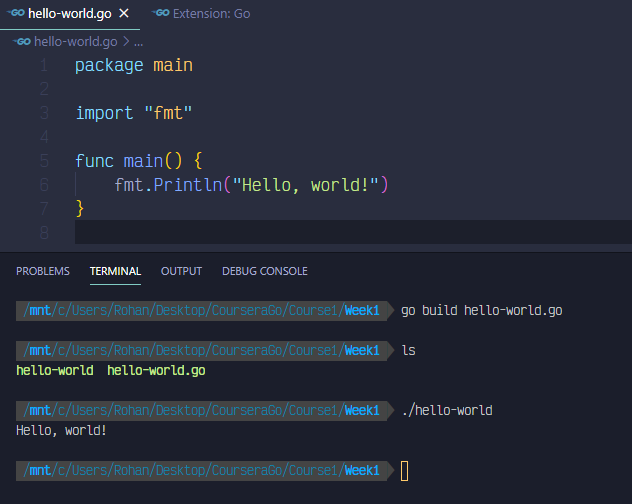 GO hello-world.go × GO Extension: Go
GO hello-world.go > ...
1 package main
2
3 import "fmt"
4
5 func main() {
6 fmt.Println("Hello, world!")
7 }
8
PROBLEMS TERMINAL OUTPUT DEBUG CONSOLE
/mnt/c/Users/Rohan/Desktop/CourseraGo/Course1/Week1 go build hello-world.go
/mnt/c/Users/Rohan/Desktop/CourseraGo/Course1/Week1 ls
hello-world hello-world.go
/mnt/c/Users/Rohan/Desktop/CourseraGo/Course1/Week1 ./hello-world
Hello, world!
/mnt/c/Users/Rohan/Desktop/CourseraGo/Course1/Week1